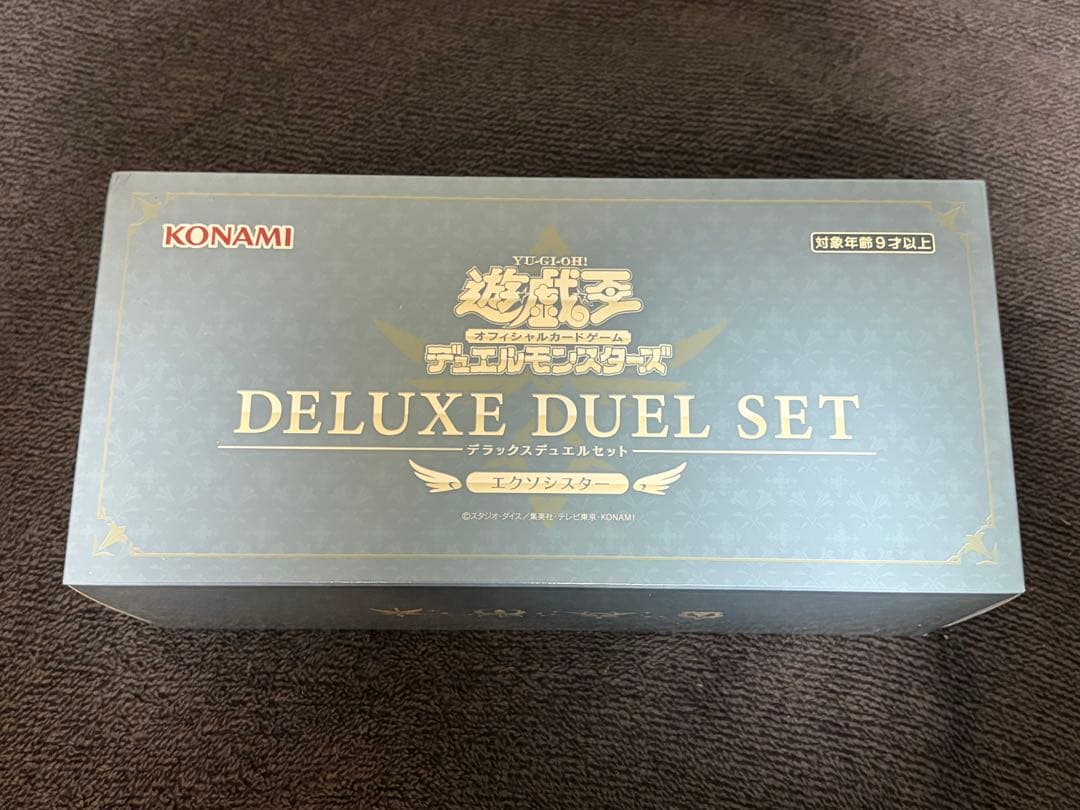 KONAMI
対象年齢9才以上
YU-GI-OH!
遊戯王
オフィシャルカードゲーム
デュエルモンスターズ
DELUXE DUEL SET
デラックスデュエルセット
エクソシスター
©スタジオ・ダイス/集英社・テレビ東京・KONAMI